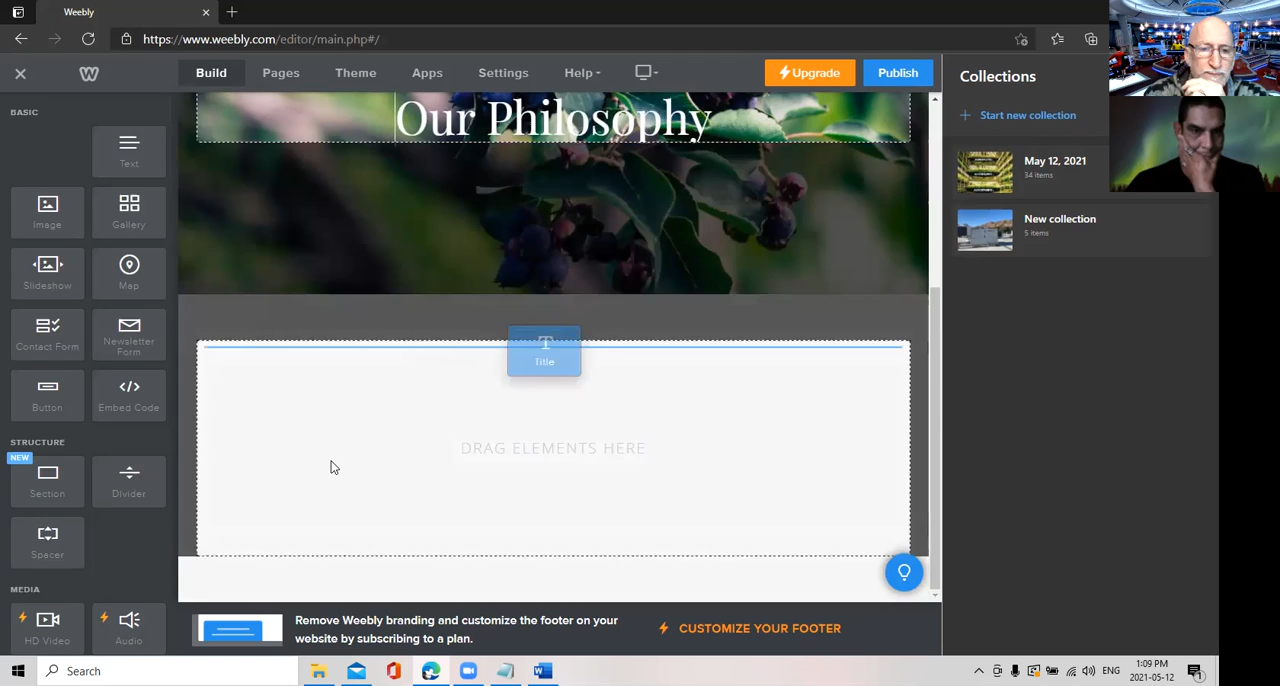 Weebly
https://www.weebly.com/editor/main.php#/
Build
Pages
Theme
Apps
Settings
Help
Upgrade
Publish
Collections
Start new collection
May 12, 2021
34 items
New collection
5 items
BASIC
Text
Image
Gallery
Slideshow
Map
Contact Form
Newsletter
Form
Button
Embed Code
STRUCTURE
NEW
Section
Divider
Spacer
MEDIA
HD Video
Audio
Our Philosophy
T
Title
DRAG ELEMENTS HERE
Remove Weebly branding and customize the footer on your
website by subscribing to a plan.
CUSTOMIZE YOUR FOOTER
Search
ENG
1:09 PM
2021-05-12
1